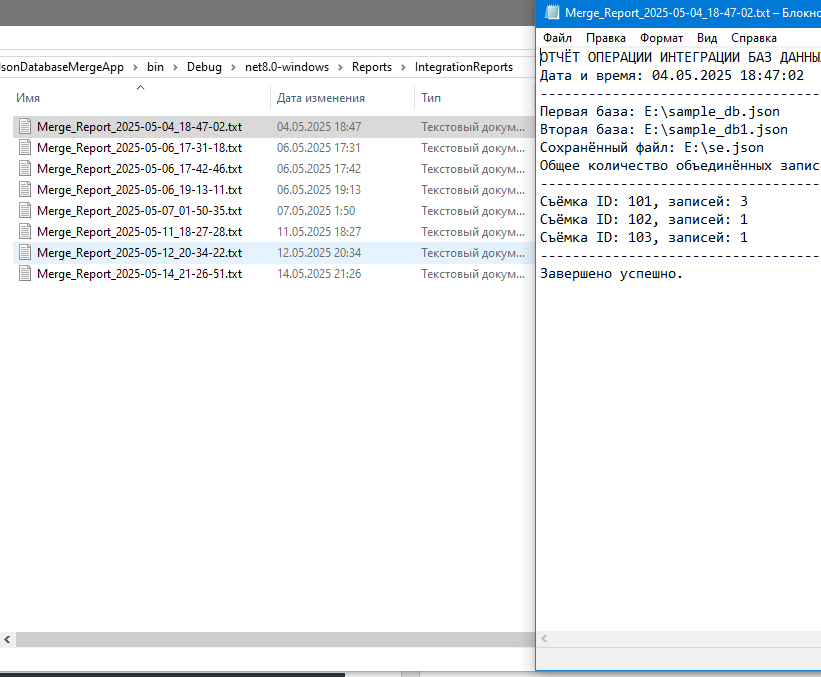 JsonDatabaseMergeApp > bin > Debug > net8.0-windows > Reports > IntegrationReports
Имя Дата изменения Тип
Merge_Report_2025-05-04_18-47-02.txt 04.05.2025 18:47 Текстовый докум...
Merge_Report_2025-05-06_17-31-18.txt 06.05.2025 17:31 Текстовый докум...
Merge_Report_2025-05-06_17-42-46.txt 06.05.2025 17:42 Текстовый докум...
Merge_Report_2025-05-06_19-13-11.txt 06.05.2025 19:13 Текстовый докум...
Merge_Report_2025-05-07_01-50-35.txt 07.05.2025 1:50 Текстовый докум...
Merge_Report_2025-05-11_18-27-28.txt 11.05.2025 18:27 Текстовый докум...
Merge_Report_2025-05-12_20-34-22.txt 12.05.2025 20:34 Текстовый докум...
Merge_Report_2025-05-14_21-26-51.txt 14.05.2025 21:26 Текстовый докум...
Merge_Report_2025-05-04_18-47-02.txt – Блокно
Файл Правка Формат Вид Справка
ОТЧЁТ ОПЕРАЦИИ ИНТЕГРАЦИИ БАЗ ДАННЫ
Дата и время: 04.05.2025 18:47:02
-----------------------------------
Первая база: E:\sample_db.json
Вторая база: E:\sample_db1.json
Сохранённый файл: E:\se.json
Общее количество объединённых запис
-----------------------------------
Съёмка ID: 101, записей: 3
Съёмка ID: 102, записей: 1
Съёмка ID: 103, записей: 1
-----------------------------------
Завершено успешно.